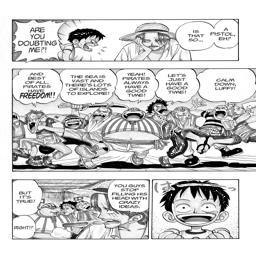 A
PISTOL,
EH?
IS
THAT
SO...
ARE
YOU
DOUBTING
ME?!
CALM
DOWN,
LUFFY!
LET'S
JUST
HAVE A
GOOD
TIME!
YEAH!
PIRATES
ALWAYS
HAVE A
GOOD
TIME!
THE SEA IS
VAST AND
THERE'S
LOTS OF
ISLANDS
TO EXPLORE!
AND
BEST
OF ALL
PIRATES
HAVE
FREEDOM!!
YOU GUYS
STOP
FILLING HIS
HEAD WITH
CRAZY
IDEAS.
BUT
IT'S
TRUE!
RIGHT!?